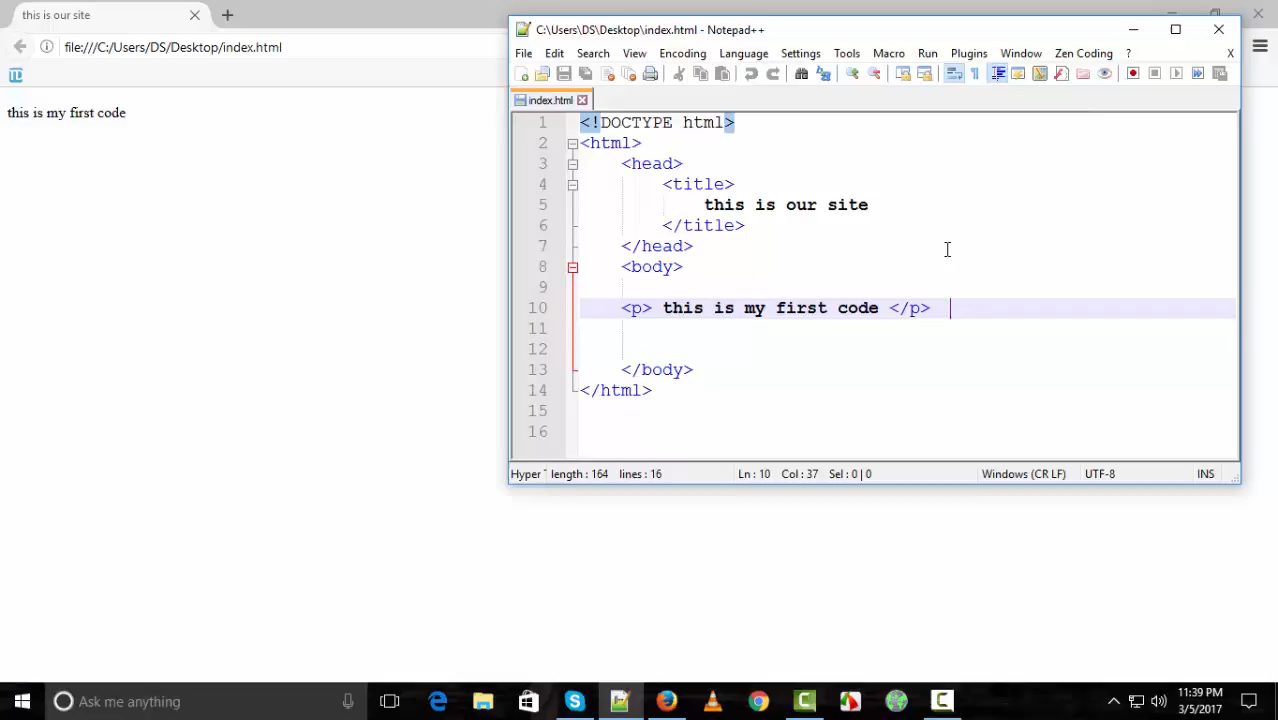 this is our site
file:///C:/Users/DS/Desktop/index.html
this is my first code
C:\Users\DS\Desktop\index.html - Notepad++
File Edit Search View Encoding Language Settings Tools Macro Run Plugins Window Zen Coding ? X
index.html
1 <!DOCTYPE html>
2 <html>
3 <head>
4 <title>
5 this is our site
6 </title>
7 </head>
8 <body>
9
10 <p> this is my first code </p>
11
12
13 </body>
14 </html>
15
16
Hyper length : 164 lines : 16 Ln : 10 Col : 37 Sel : 0 | 0 Windows (CR LF) UTF-8 INS
Ask me anything
11:39 PM
3/5/2017